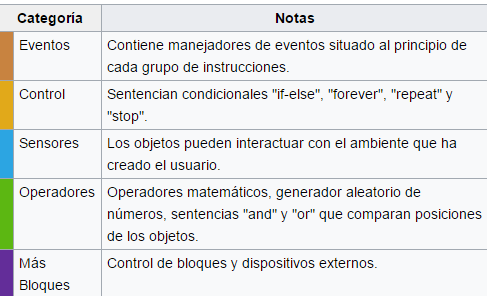 Categoría Notas
Eventos Contiene manejadores de eventos situado al principio de
cada grupo de instrucciones.
Control Sentencian condicionales "if-else", "forever", "repeat" y
"stop".
Sensores Los objetos pueden interactuar con el ambiente que ha
creado el usuario.
Operadores Operadores matemáticos, generador aleatorio de
números, sentencias "and" y "or" que comparan posiciones
de los objetos.
Más Control de bloques y dispositivos externos.
Bloques